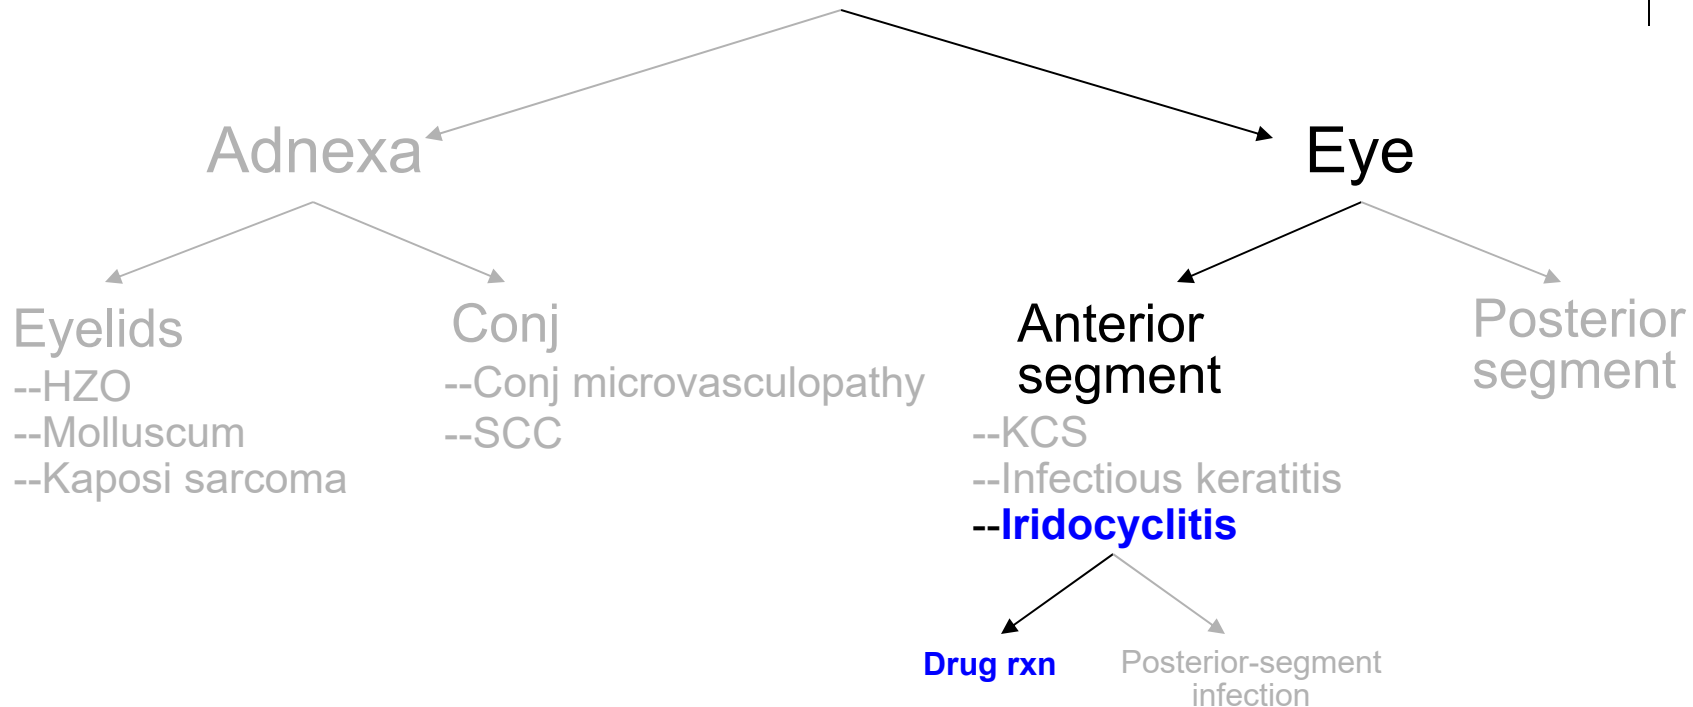 Adnexa
Eye
Eyelids
--HZO
--Molluscum
--Kaposi sarcoma
Conj
--Conj microvasculopathy
--SCC
Anterior
segment
--KCS
--Infectious keratitis
--Iridocyclitis
Drug rxn
Posterior-segment
infection
Posterior
segment